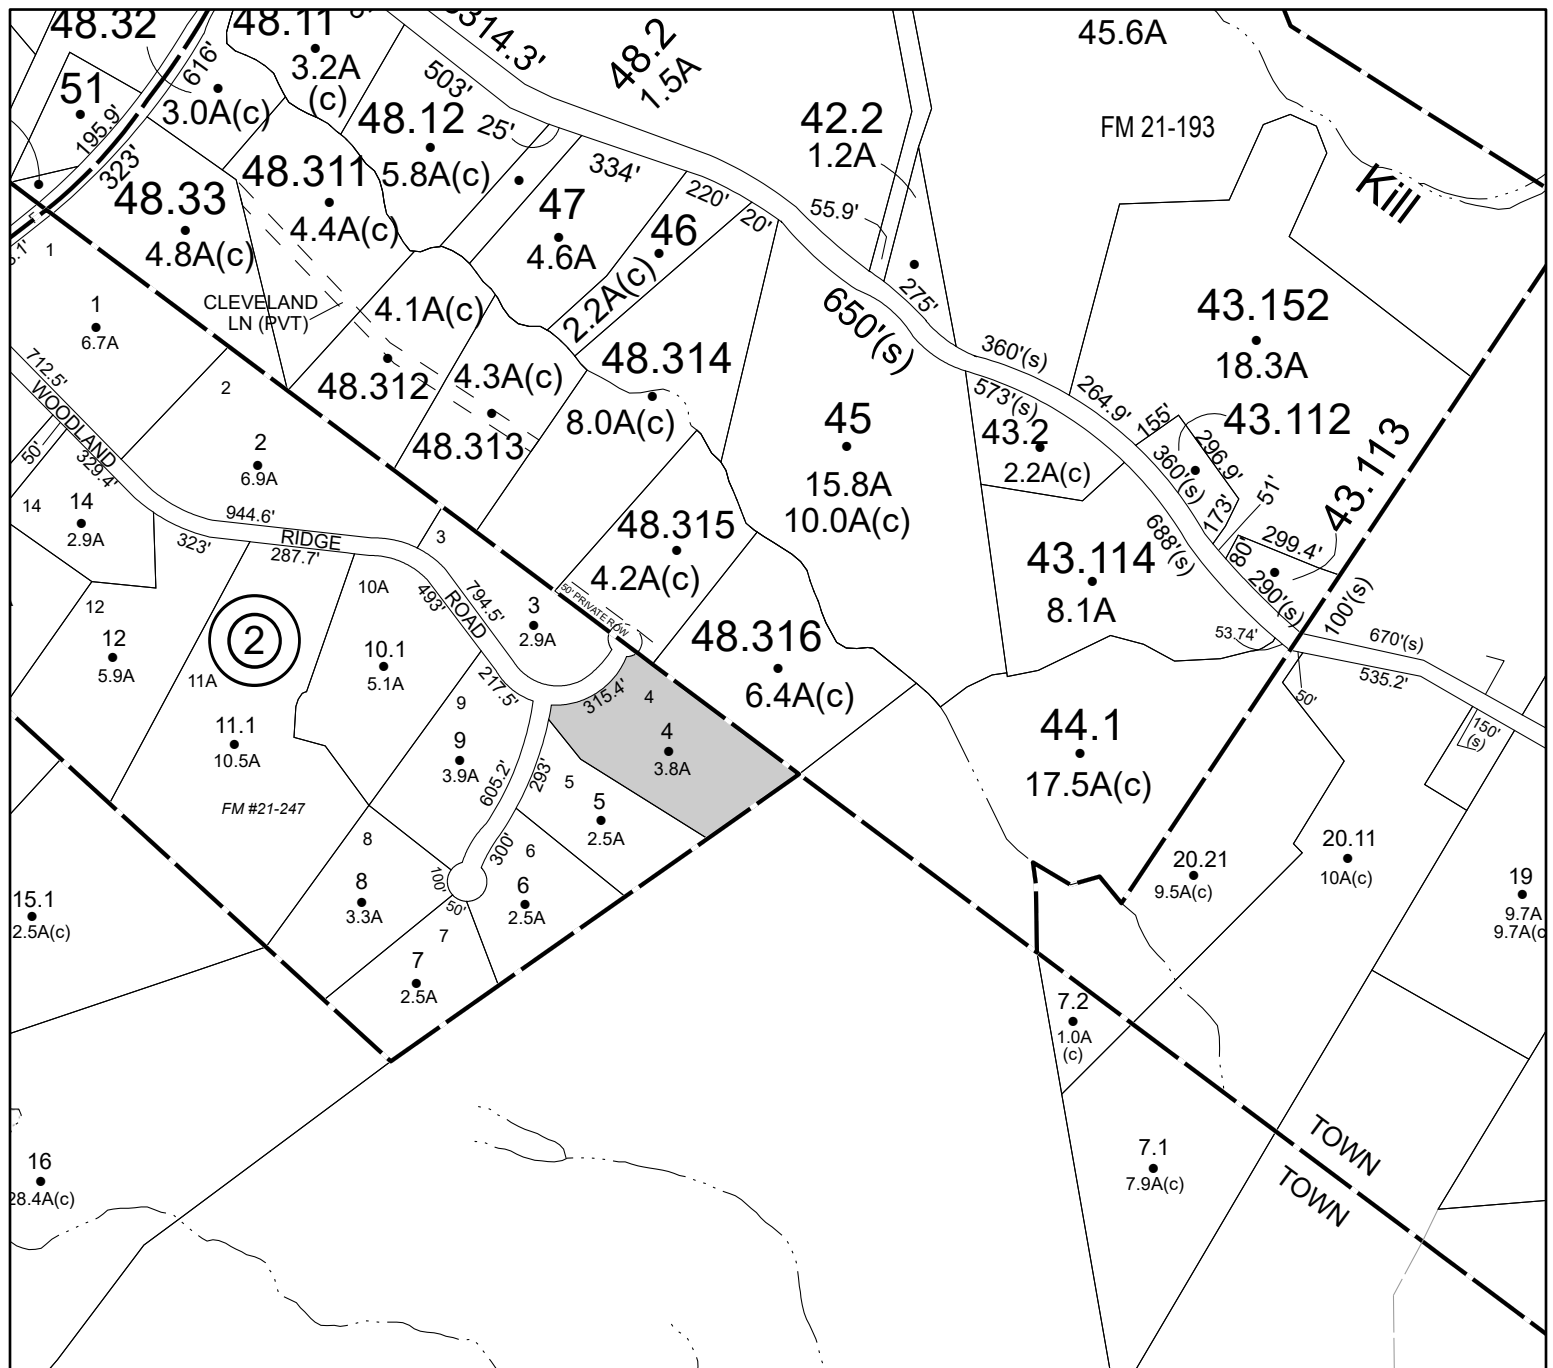 48.32
48.11
3.2A
(c)
616'
51
195.9'
3.0A(c)
323'
48.33
4.8A(c)
48.311
4.4A(c)
503'
48.12
5.8A(c)
25'
314.3'
48.2
1.5A
334'
47
4.6A
220'
20'
46
2.2A(c)
42.2
1.2A
55.9'
275'
45.6A
FM 21-193
Kill
43.152
18.3A
43.112
43.113
650'(s)
360'(s)
573'(s)
264.9'
155'
296.9'
360'(s)
173'
51'
299.4'
80'
290'(s)
100'(s)
688'(s)
43.2
2.2A(c)
43.114
8.1A
53.74'
670'(s)
535.2'
50'
150'
(s)
CLEVELAND
LN (PVT)
4.1A(c)
48.312
4.3A(c)
48.313
48.314
8.0A(c)
45
15.8A
10.0A(c)
48.315
4.2A(c)
48.316
6.4A(c)
44.1
17.5A(c)
1
1
6.7A
712.5'
WOODLAND
329.4'
50'
2
2
6.9A
14
14
2.9A
944.6'
323'
RIDGE
287.7'
3
794.5'
493'
ROAD
3
2.9A
50' PRIVATE ROW
12
12
5.9A
2
11A
11.1
10.5A
FM #21-247
10A
10.1
5.1A
217.5'
315.4'
4
4
3.8A
9
9
3.9A
605.2'
293'
5
5
2.5A
300'
6
6
2.5A
100'
50'
8
8
3.3A
7
7
2.5A
15.1
2.5A(c)
16
28.4A(c)
20.21
9.5A(c)
20.11
10A(c)
19
9.7A
9.7A(c
7.2
1.0A
(c)
7.1
7.9A(c)
TOWN
TOWN